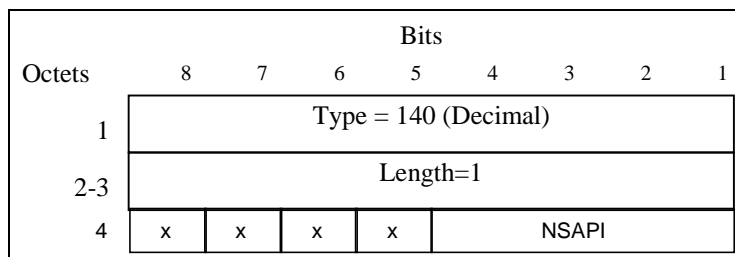 Bits
Octets 8 7 6 5 4 3 2 1
1 Type = 140 (Decimal)
2-3 Length=1
4 x x x x NSAPI